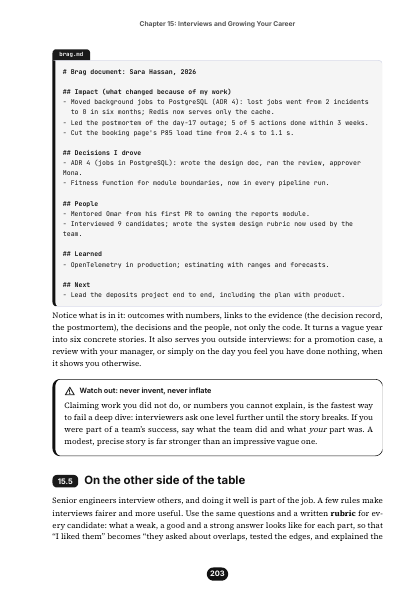 Chapter 15: Interviews and Growing Your Career
brag.md
# Brag document: Sara Hassan, 2026
## Impact (what changed because of my work)
- Moved background jobs to PostgreSQL (ADR 4): lost jobs went from 2 incidents
to 0 in six months; Redis now serves only the cache.
- Led the postmortem of the day-17 outage; 5 of 5 actions done within 3 weeks.
- Cut the booking page's P85 load time from 2.4 s to 1.1 s.
## Decisions I drove
- ADR 4 (jobs in PostgreSQL): wrote the design doc, ran the review, approver
Mona.
- Fitness function for module boundaries, now in every pipeline run.
## People
- Mentored Omar from his first PR to owning the reports module.
- Interviewed 9 candidates; wrote the system design rubric now used by the
team.
## Learned
- OpenTelemetry in production; estimating with ranges and forecasts.
## Next
- Lead the deposits project end to end, including the plan with product.
Notice what is in it: outcomes with numbers, links to the evidence (the decision record,
the postmortem), the decisions and the people, not only the code. It turns a vague year
into six concrete stories. It also serves you outside interviews: for a promotion case, a
review with your manager, or simply on the day you feel you have done nothing, when
it shows you otherwise.
Watch out: never invent, never inflate
Claiming work you did not do, or numbers you cannot explain, is the fastest way
to fail a deep dive: interviewers ask one level further until the story breaks. If you
were part of a team's success, say what the team did and what your part was. A
modest, precise story is far stronger than an impressive vague one.
15.5 On the other side of the table
Senior engineers interview others, and doing it well is part of the job. A few rules make
interviews fairer and more useful. Use the same questions and a written rubric for ev-
ery candidate: what a weak, a good and a strong answer looks like for each part, so that
“I liked them” becomes “they asked about overlaps, tested the edges, and explained the
203